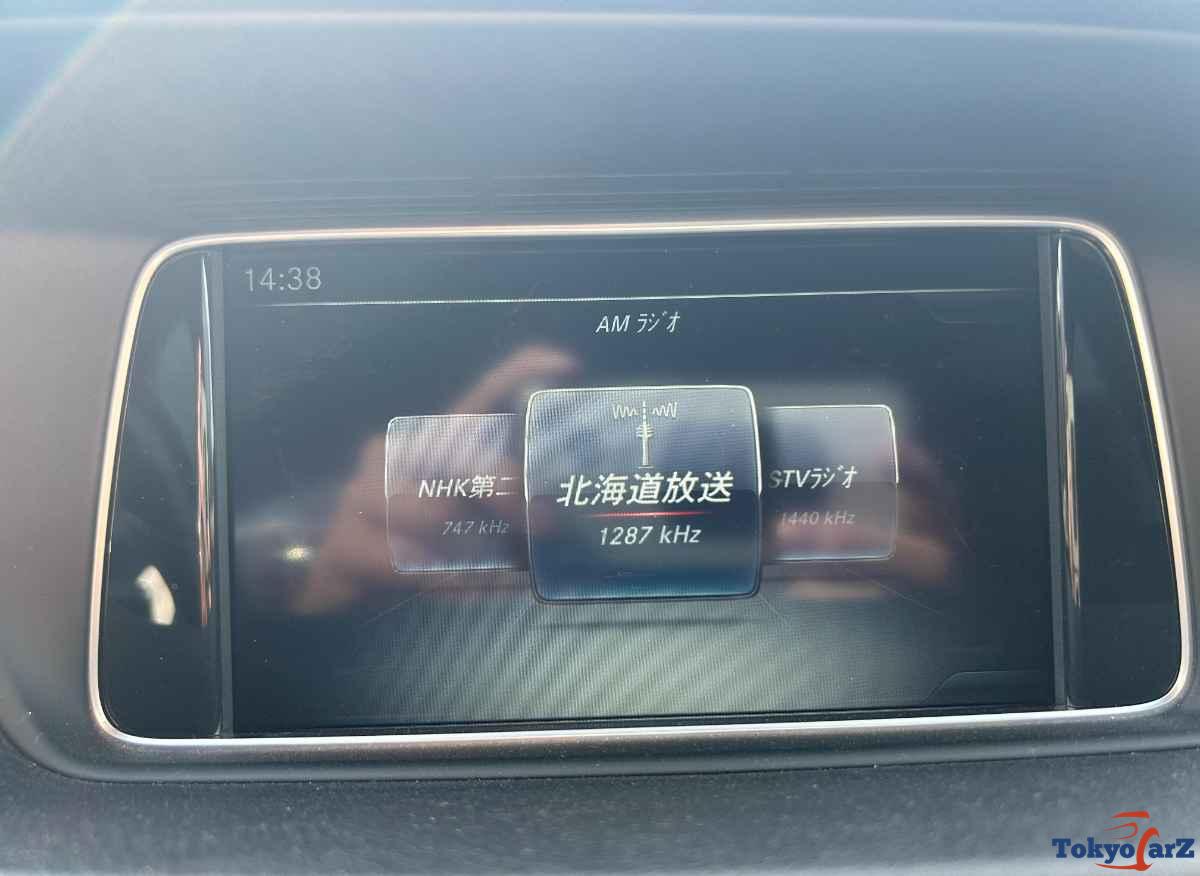 14:38
AM ラジオ
NHK第二
747 kHz
北海道放送
1287 kHz
STVラジオ
1440 kHz
TokyoCarZ